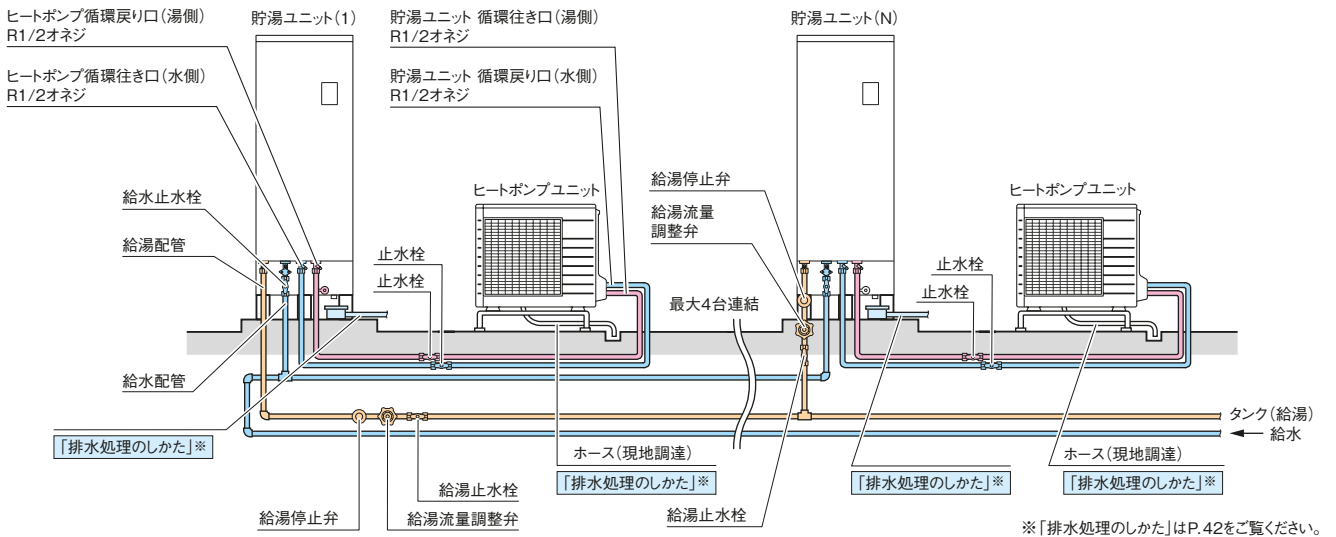 ヒートポンプ循環戻り口(湯側)
R1/2オネジ
貯湯ユニット(1)
貯湯ユニット 循環往き口(湯側)
R1/2オネジ
貯湯ユニット(N)
ヒートポンプ循環往き口(水側)
R1/2オネジ
貯湯ユニット 循環戻り口(水側)
R1/2オネジ
給水止水栓
給湯配管
ヒートポンプユニット
止水栓
止水栓
給湯停止弁
給湯流量
調整弁
最大4台連結
ヒートポンプユニット
止水栓
止水栓
給水配管
「排水処理のしかた」※
タンク(給湯)
給水
ホース(現地調達)
「排水処理のしかた」※
「排水処理のしかた」※
ホース(現地調達)
「排水処理のしかた」※
給湯止水栓
給湯停止弁
給湯流量調整弁
給湯止水栓
※「排水処理のしかた」はP.42をご覧ください。